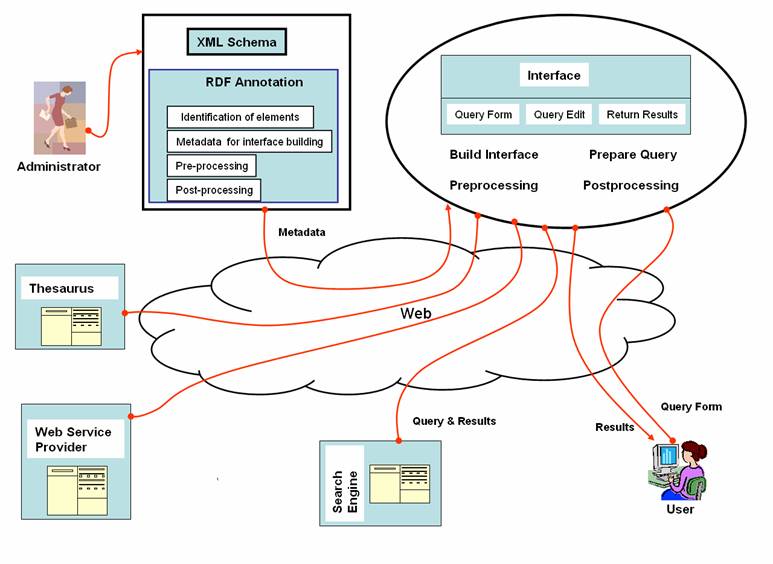 XML Schema
RDF Annotation
Identification of elements
Metadata for interface building
Pre-processing
Post-processing
Administrator
Interface
Query Form
Query Edit
Return Results
Build Interface
Prepare Query
Preprocessing
Postprocessing
Metadata
Thesaurus
Web
Web Service
Provider
Query & Results
Search
Engine
Results
Query Form
User